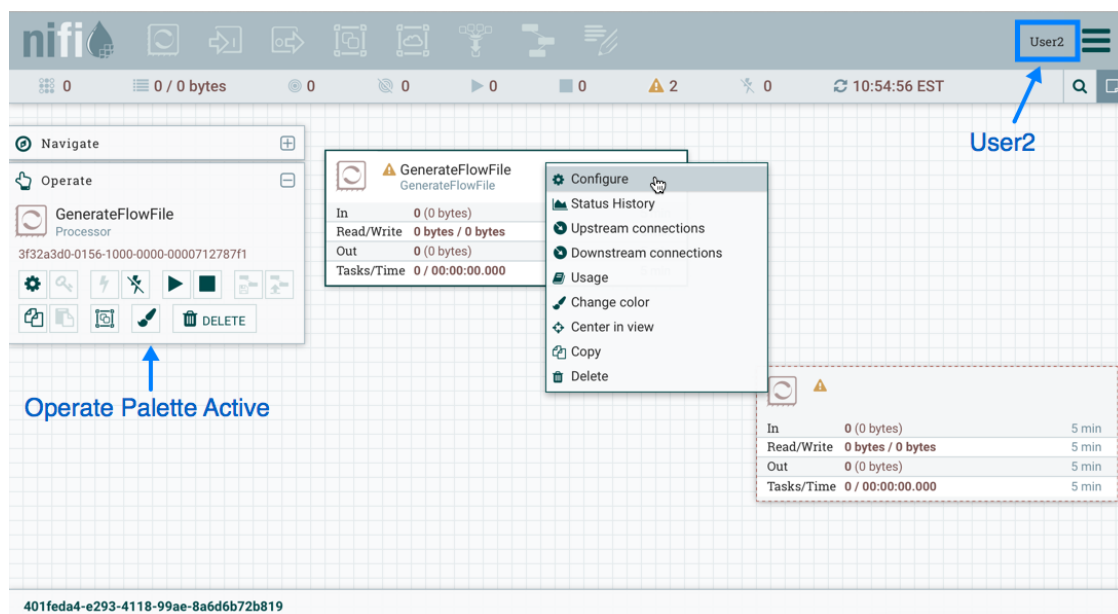 nifi
User2
0
0 / 0 bytes
0
0
0
0
2
0
10:54:56 EST
User2
Navigate
Operate
GenerateFlowFile
Processor
3f32a3d0-0156-1000-0000-0000712787f1
DELETE
Operate Palette Active
GenerateFlowFile
GenerateFlowFile
In 0 (0 bytes)
Read/Write 0 bytes / 0 bytes
Out 0 (0 bytes)
Tasks/Time 0 / 00:00:00.000
Configure
Status History
Upstream connections
Downstream connections
Usage
Change color
Center in view
Copy
Delete
In 0 (0 bytes) 5 min
Read/Write 0 bytes / 0 bytes 5 min
Out 0 (0 bytes) 5 min
Tasks/Time 0 / 00:00:00.000 5 min
401feda4-e293-4118-99ae-8a6d6b72b819